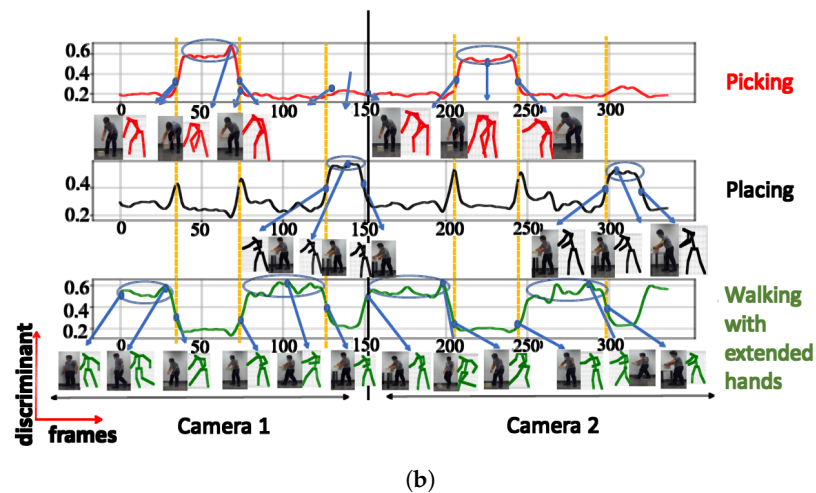 0.6
0.4
0.2
0 50 100 150 200 250 300
Picking
0.4
0.2
0 50 100 150 200 250 300
Placing
0.6
0.4
0.2
0 50 100 150 200 250 300
Walking
with
extended
hands
discriminant
frames
Camera 1 Camera 2
(b)